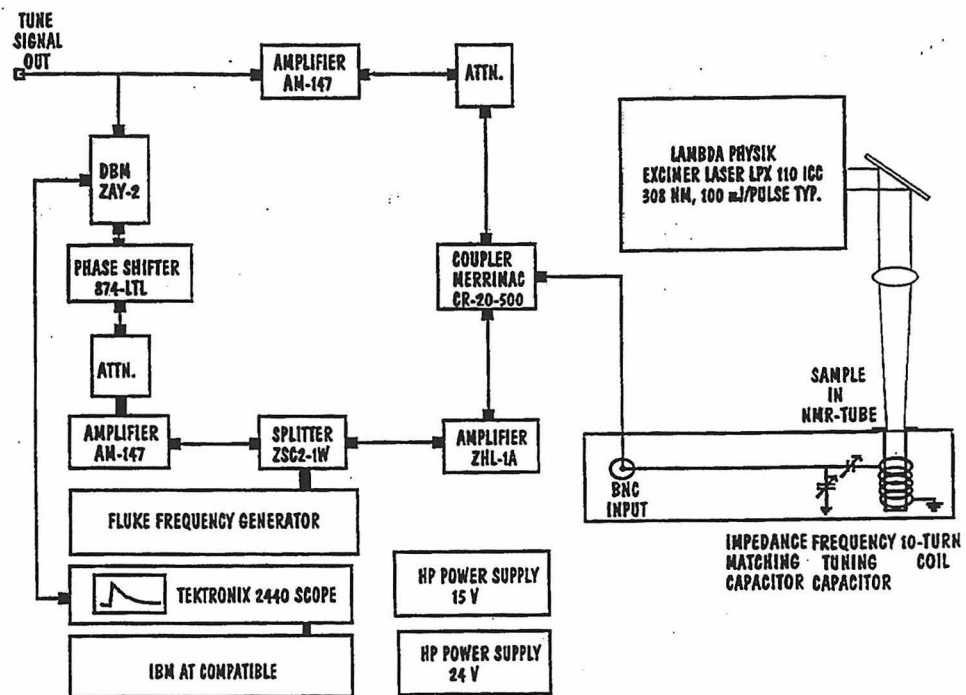 TUNE
SIGNAL
OUT
AMPLIFIER
AM-147
ATTN.
DBM
ZAY-2
LAMBDA PHYSIK
EXCIMER LASER LPX 110 ICC
308 NM, 100 mJ/PULSE TYP.
PHASE SHIFTER
874-LTL
COUPLER
MERRIMAC
CR-20-500
ATTN.
SAMPLE
IN
NMR-TUBE
AMPLIFIER
AM-147
SPLITTER
ZSC2-1W
AMPLIFIER
ZHL-1A
BNC
INPUT
FLUKE FREQUENCY GENERATOR
IMPEDANCE FREQUENCY 10-TURN
MATCHING TUNING COIL
CAPACITOR CAPACITOR
TEKTRONIX 2440 SCOPE
HP POWER SUPPLY
15 V
IBM AT COMPATIBLE
HP POWER SUPPLY
24 V